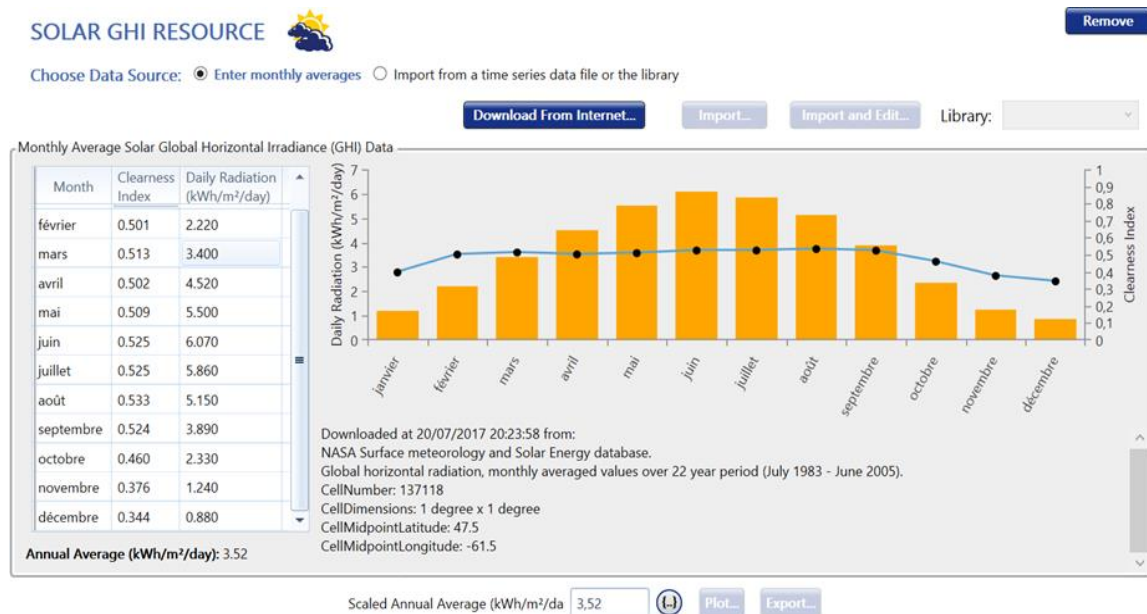 SOLAR GHI RESOURCE
Remove
Choose Data Source: Enter monthly averages Import from a time series data file or the library
Download From Internet... Import... Import and Edit... Library:
Monthly Average Solar Global Horizontal Irradiance (GHI) Data
Month Clearness Index Daily Radiation (kWh/m²/day)
février 0.501 2.220
mars 0.513 3.400
avril 0.502 4.520
mai 0.509 5.500
juin 0.525 6.070
juillet 0.525 5.860
août 0.533 5.150
septembre 0.524 3.890
octobre 0.460 2.330
novembre 0.376 1.240
décembre 0.344 0.880
Annual Average (kWh/m²/day): 3.52
Daily Radiation (kWh/m²/day)
7
6
5
4
3
2
1
0
1
0,9
0,8
0,7
0,6
0,5
0,4
0,3
0,2
0,1
0
Clearness Index
janvier février mars avril mai juin juillet août septembre octobre novembre décembre
Downloaded at 20/07/2017 20:23:58 from:
NASA Surface meteorology and Solar Energy database.
Global horizontal radiation, monthly averaged values over 22 year period (July 1983 - June 2005).
CellNumber: 137118
CellDimensions: 1 degree x 1 degree
CellMidpointLatitude: 47.5
CellMidpointLongitude: -61.5
Scaled Annual Average (kWh/m²/da 3,52 {..} Plot... Export...